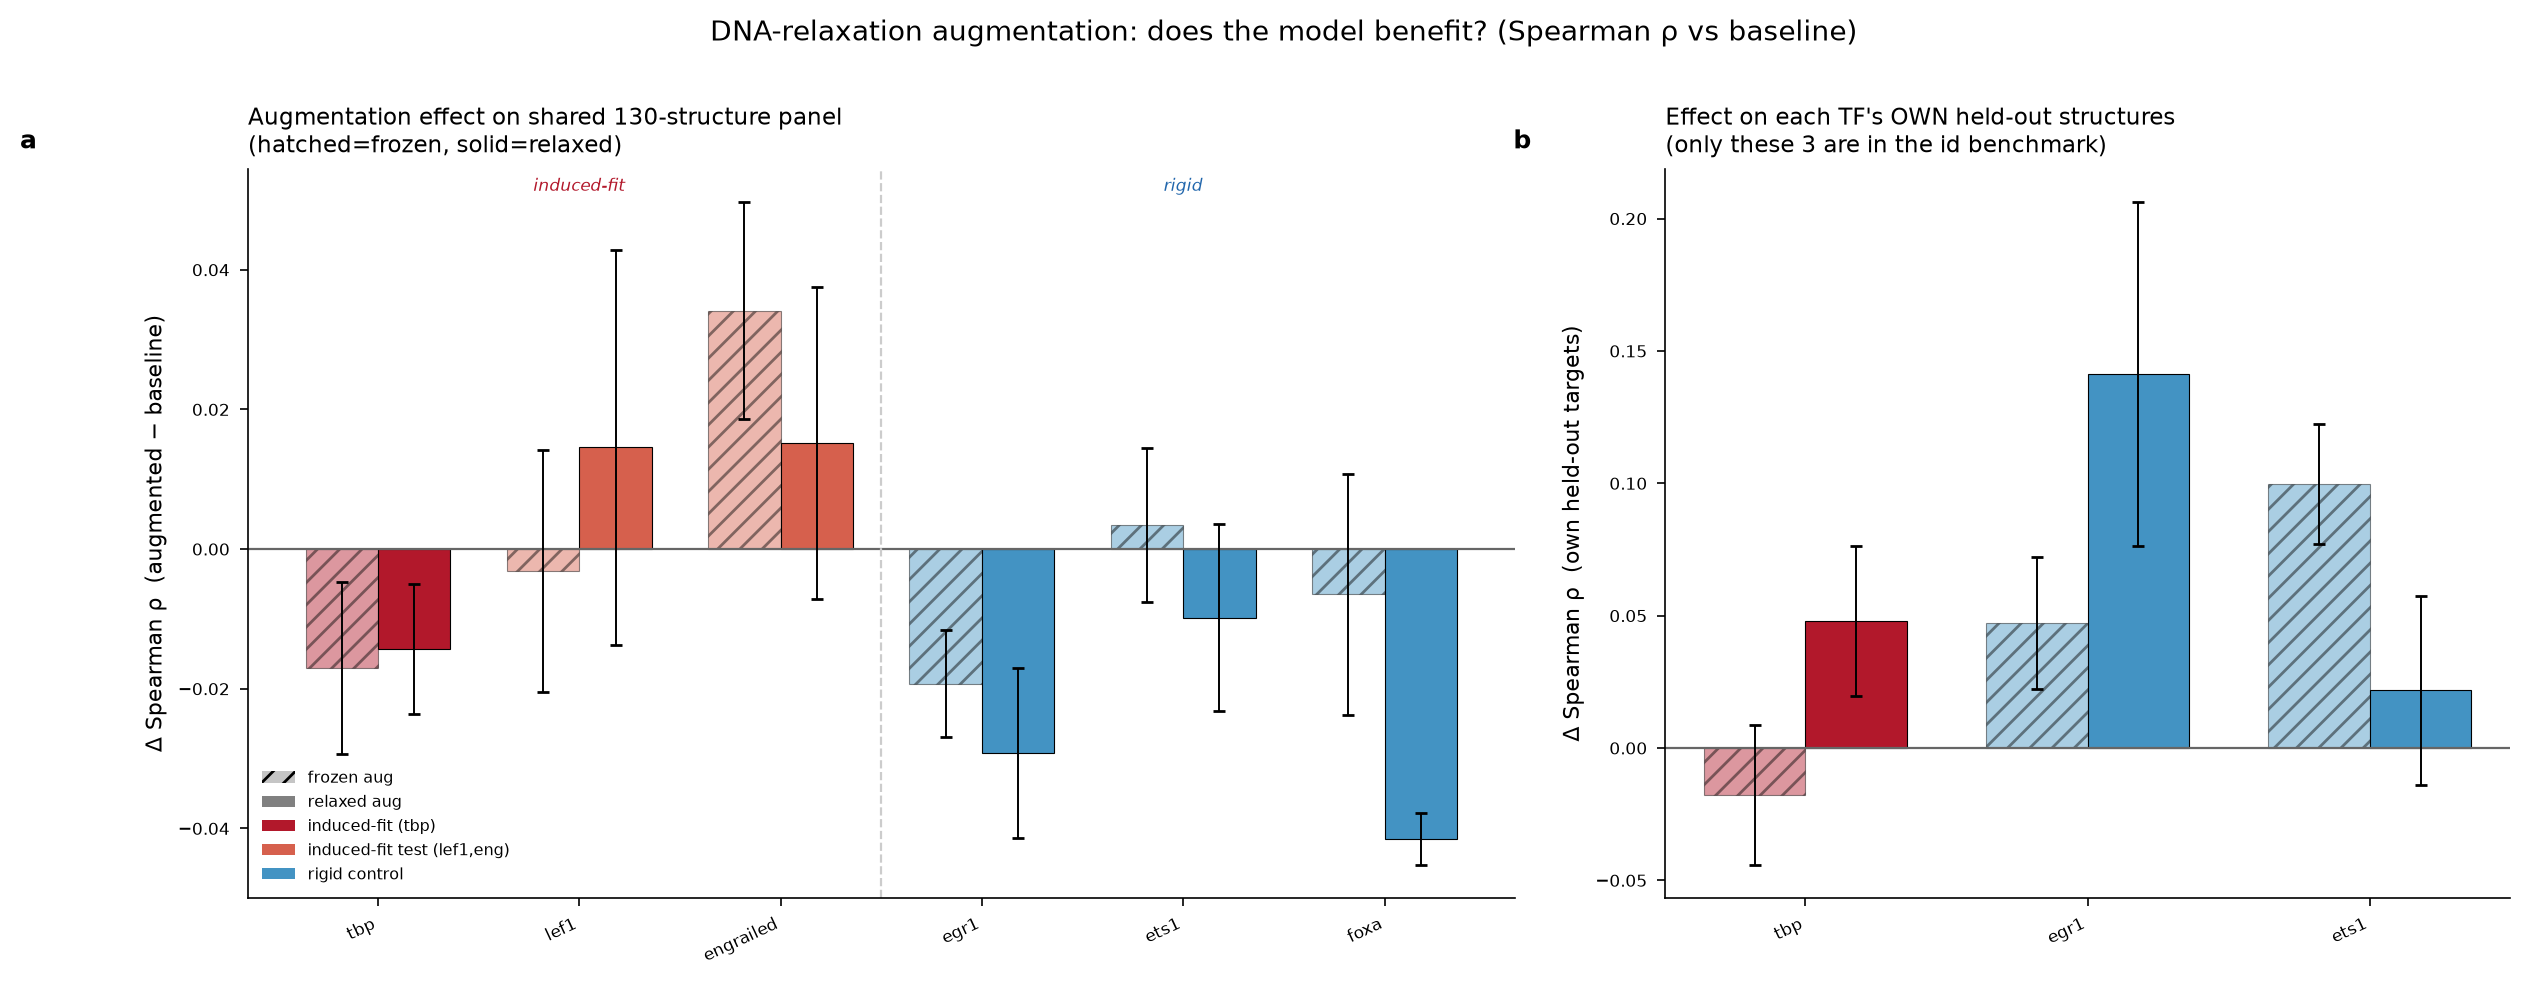 DNA-relaxation augmentation: does the model benefit? (Spearman ρ vs baseline)
a
Augmentation effect on shared 130-structure panel
(hatched=frozen, solid=relaxed)
induced-fit
rigid
Δ Spearman ρ (augmented − baseline)
0.04
0.02
0.00
−0.02
−0.04
frozen aug
relaxed aug
induced-fit (tbp)
induced-fit test (lef1,eng)
rigid control
tbp
lef1
engrailed
egr1
ets1
foxa
b
Effect on each TF's OWN held-out structures
(only these 3 are in the id benchmark)
Δ Spearman ρ (own held-out targets)
0.20
0.15
0.10
0.05
0.00
−0.05
tbp
egr1
ets1